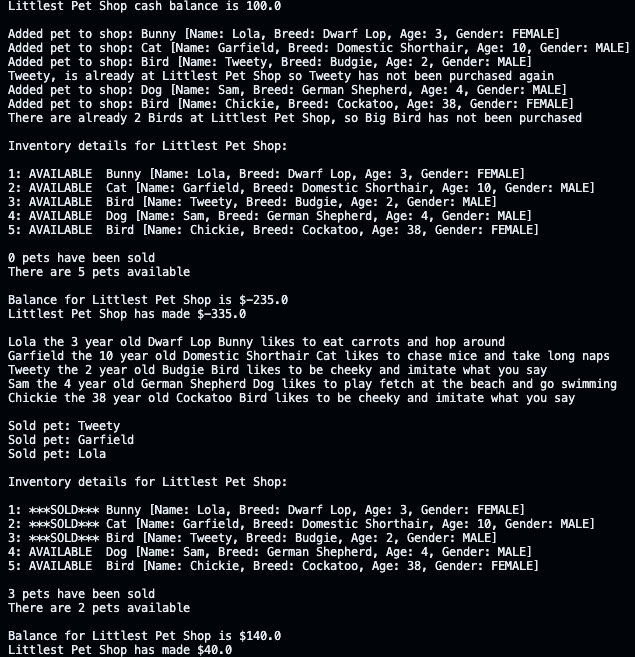 Littlest Pet Shop cash balance is 100.0
Added pet to shop: Bunny [Name: Lola, Breed: Dwarf Lop, Age: 3, Gender: FEMALE]
Added pet to shop: Cat [Name: Garfield, Breed: Domestic Shorthair, Age: 10, Gender: MALE]
Added pet to shop: Bird [Name: Tweety, Breed: Budgie, Age: 2, Gender: MALE]
Tweety, is already at Littlest Pet Shop so Tweety has not been purchased again
Added pet to shop: Dog [Name: Sam, Breed: German Shepherd, Age: 4, Gender: MALE]
Added pet to shop: Bird [Name: Chickie, Breed: Cockatoo, Age: 38, Gender: FEMALE]
There are already 2 Birds at Littlest Pet Shop, so Big Bird has not been purchased
Inventory details for Littlest Pet Shop:
1: AVAILABLE  Bunny [Name: Lola, Breed: Dwarf Lop, Age: 3, Gender: FEMALE]
2: AVAILABLE  Cat [Name: Garfield, Breed: Domestic Shorthair, Age: 10, Gender: MALE]
3: AVAILABLE  Bird [Name: Tweety, Breed: Budgie, Age: 2, Gender: MALE]
4: AVAILABLE  Dog [Name: Sam, Breed: German Shepherd, Age: 4, Gender: MALE]
5: AVAILABLE  Bird [Name: Chickie, Breed: Cockatoo, Age: 38, Gender: FEMALE]
0 pets have been sold
There are 5 pets available
Balance for Littlest Pet Shop is $-235.0
Littlest Pet Shop has made $-335.0
Lola the 3 year old Dwarf Lop Bunny likes to eat carrots and hop around
Garfield the 10 year old Domestic Shorthair Cat likes to chase mice and take long naps
Tweety the 2 year old Budgie Bird likes to be cheeky and imitate what you say
Sam the 4 year old German Shepherd Dog likes to play fetch at the beach and go swimming
Chickie the 38 year old Cockatoo Bird likes to be cheeky and imitate what you say
Sold pet: Tweety
Sold pet: Garfield
Sold pet: Lola
Inventory details for Littlest Pet Shop:
1: ***SOLD*** Bunny [Name: Lola, Breed: Dwarf Lop, Age: 3, Gender: FEMALE]
2: ***SOLD*** Cat [Name: Garfield, Breed: Domestic Shorthair, Age: 10, Gender: MALE]
3: ***SOLD*** Bird [Name: Tweety, Breed: Budgie, Age: 2, Gender: MALE]
4: AVAILABLE  Dog [Name: Sam, Breed: German Shepherd, Age: 4, Gender: MALE]
5: AVAILABLE  Bird [Name: Chickie, Breed: Cockatoo, Age: 38, Gender: FEMALE]
3 pets have been sold
There are 2 pets available
Balance for Littlest Pet Shop is $140.0
Littlest Pet Shop has made $40.0